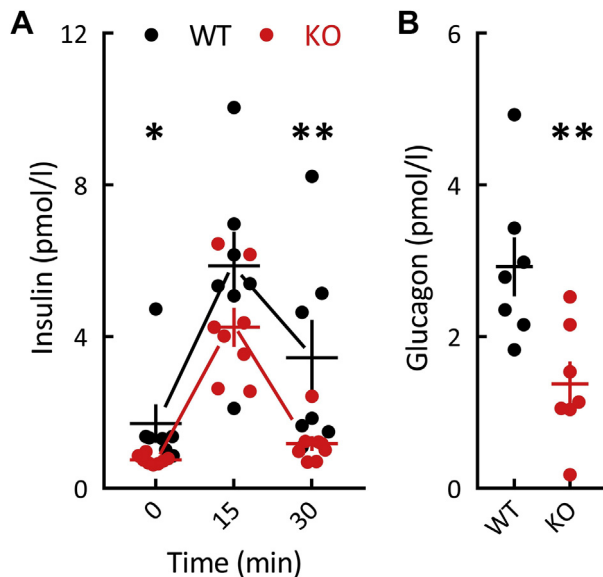 A
WT
KO
*
**
Insulin (pmol/l)
12
8
4
0
0
15
30
Time (min)
B
**
Glucagon (pmol/l)
6
4
2
0
WT
KO